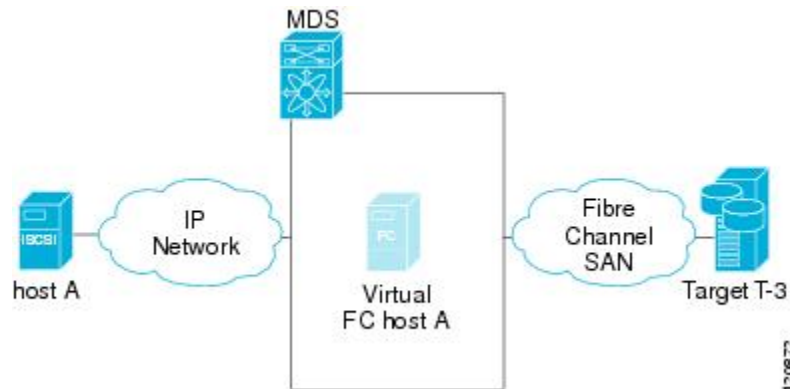 MDS
iSCSI
host A
IP
Network
FC
Virtual
FC host A
Fibre
Channel
SAN
Target T-3